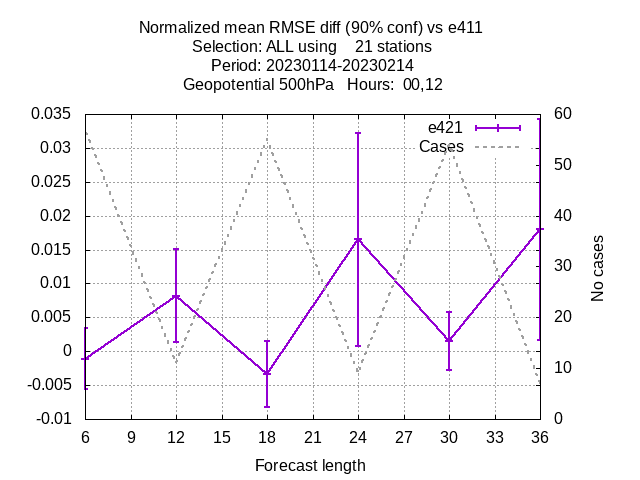 Normalized mean RMSE diff (90% conf) vs e411
Selection: ALL using    21 stations
Period: 20230114-20230214
Geopotential 500hPa   Hours:  00,12
0.035
0.03
0.025
0.02
0.015
0.01
0.005
0
-0.005
-0.01
60
50
40
30
20
10
0
e421
Cases
No cases
6 9 12 15 18 21 24 27 30 33 36
Forecast length